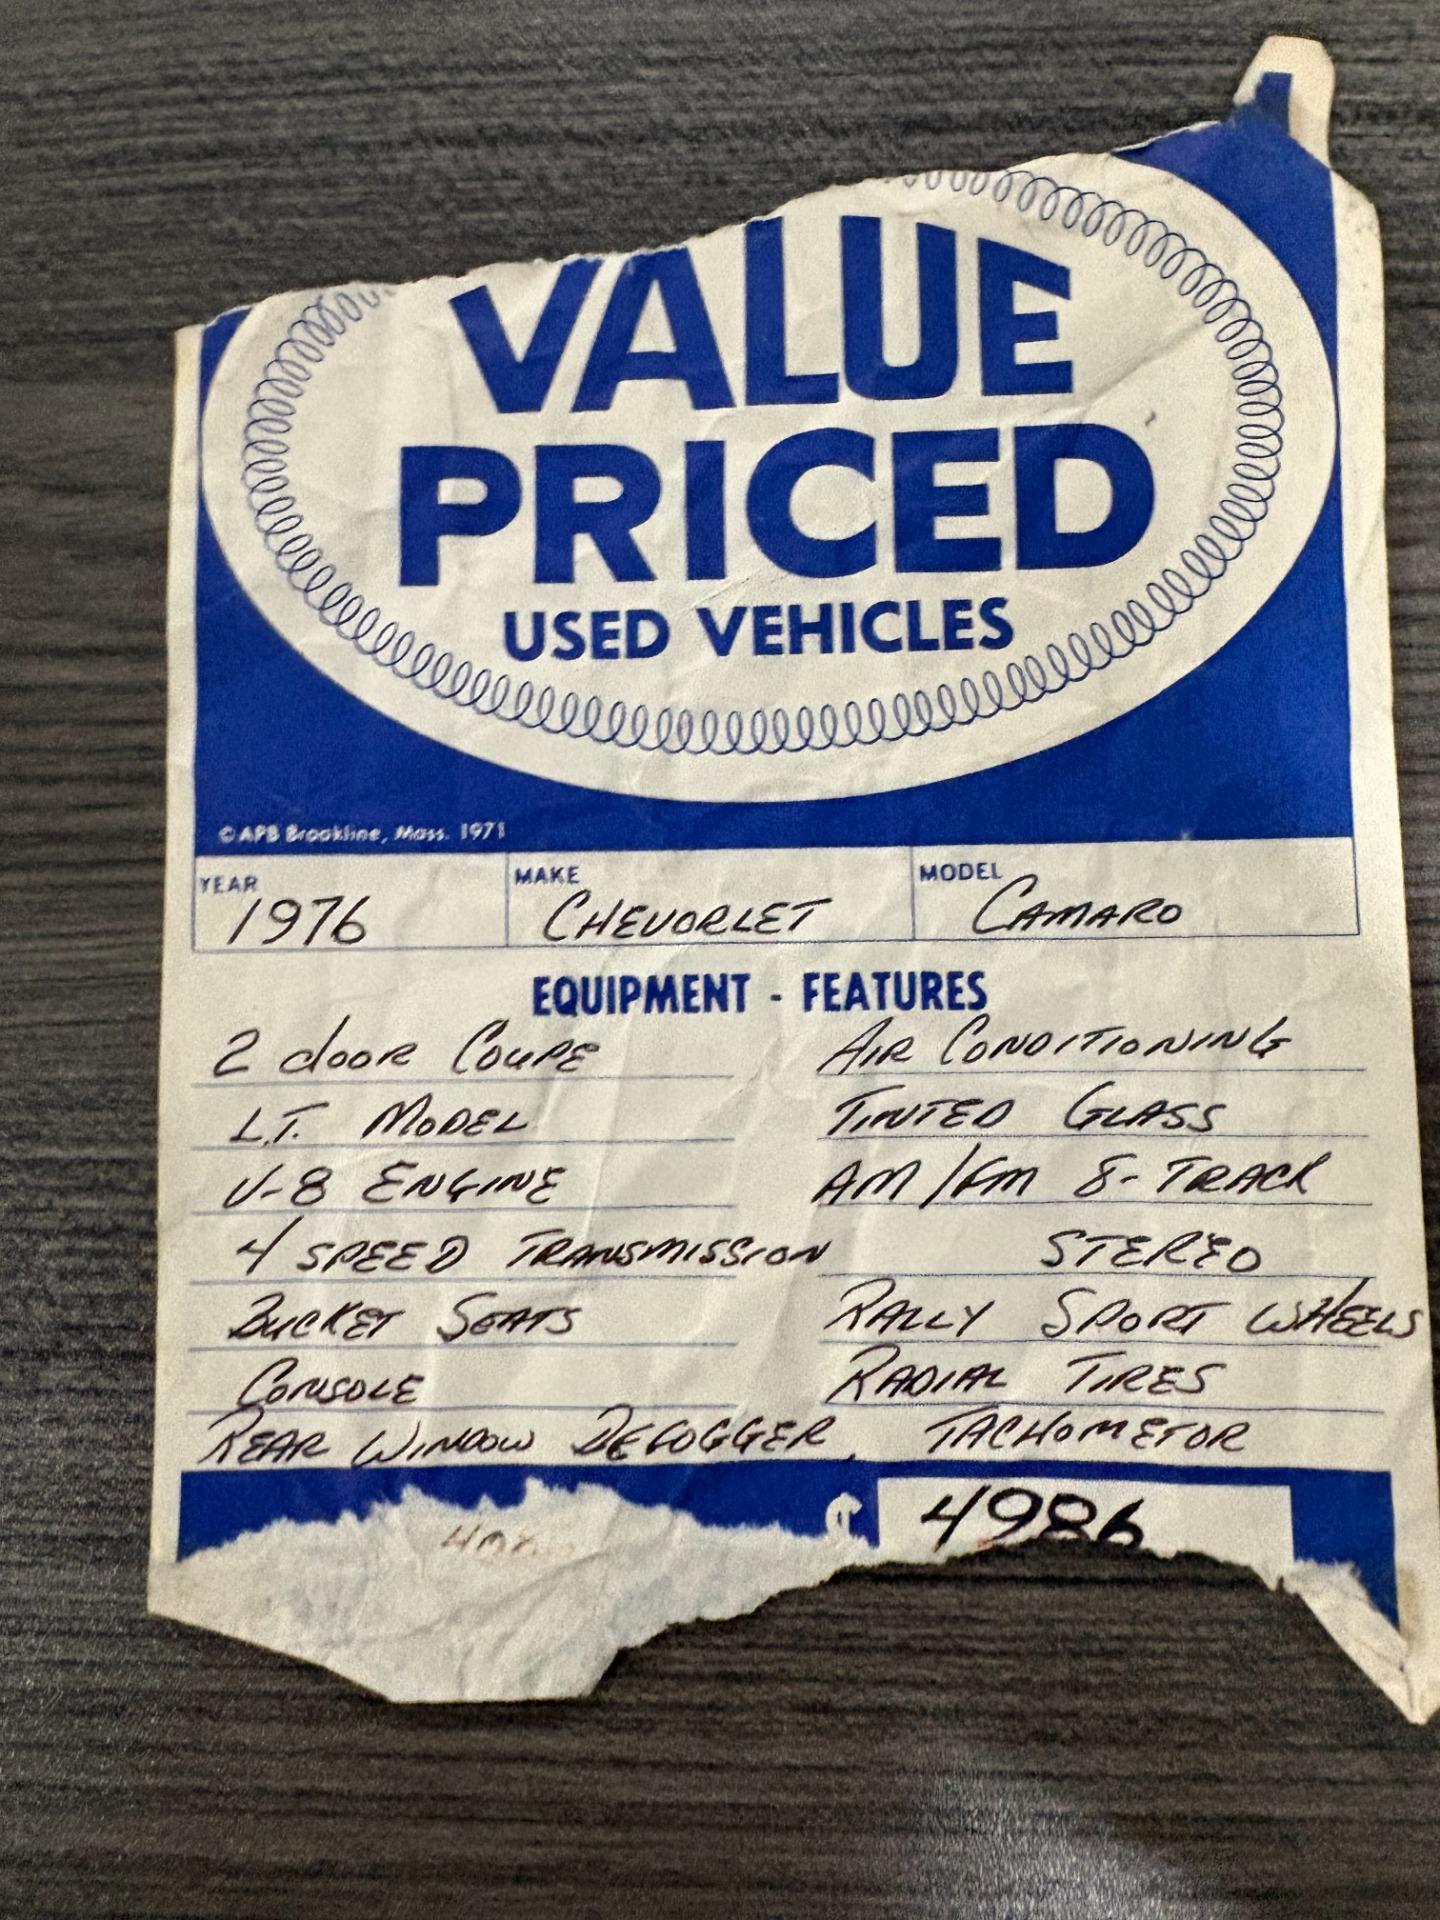 VALUE
PRICED
USED VEHICLES
© APB Brookline, Mass. 1971
YEAR MAKE MODEL
1976 CHEVORLET CAMARO
EQUIPMENT - FEATURES
2 door COUPE AIR CONDITIONING
L.T. MODEL TINTED GLASS
V-8 ENGINE AM/FM 8-TRACK
4 SPEED TRANSMISSION STEREO
BUCKET SEATS RALLY SPORT WHEELS
CONSOLE RADIAL TIRES
REAR WINDOW DEFOGGER, TACHOMETOR
$ 4986